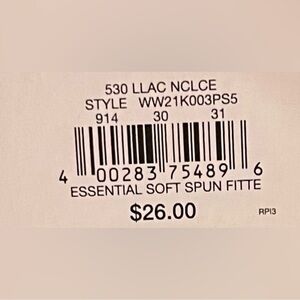 530 LLAC NCLCE
STYLE WW21K003PS5
914 30 31
4 00283 75489 6
ESSENTIAL SOFT SPUN FITTE
$26.00 RPI3